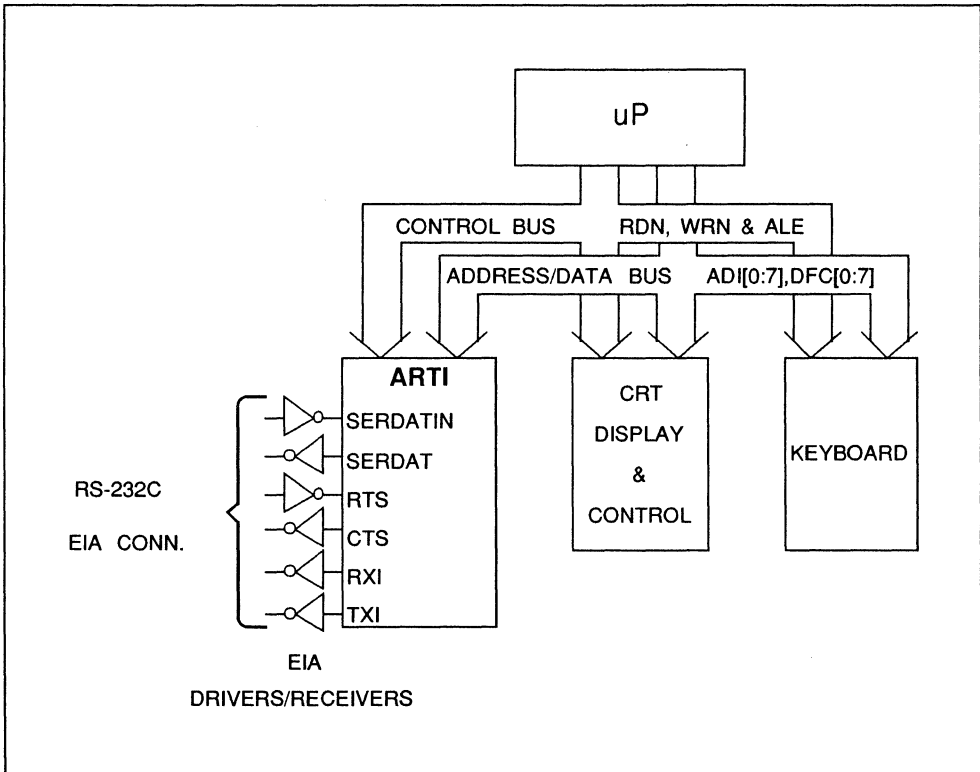 uP
CONTROL BUS RDN, WRN & ALE
ADDRESS/DATA BUS ADI[0:7],DFC[0:7]
ARTI
SERDATIN
SERDAT
RTS
CTS
RXI
TXI
CRT
DISPLAY
&
CONTROL
KEYBOARD
RS-232C
EIA CONN.
EIA
DRIVERS/RECEIVERS